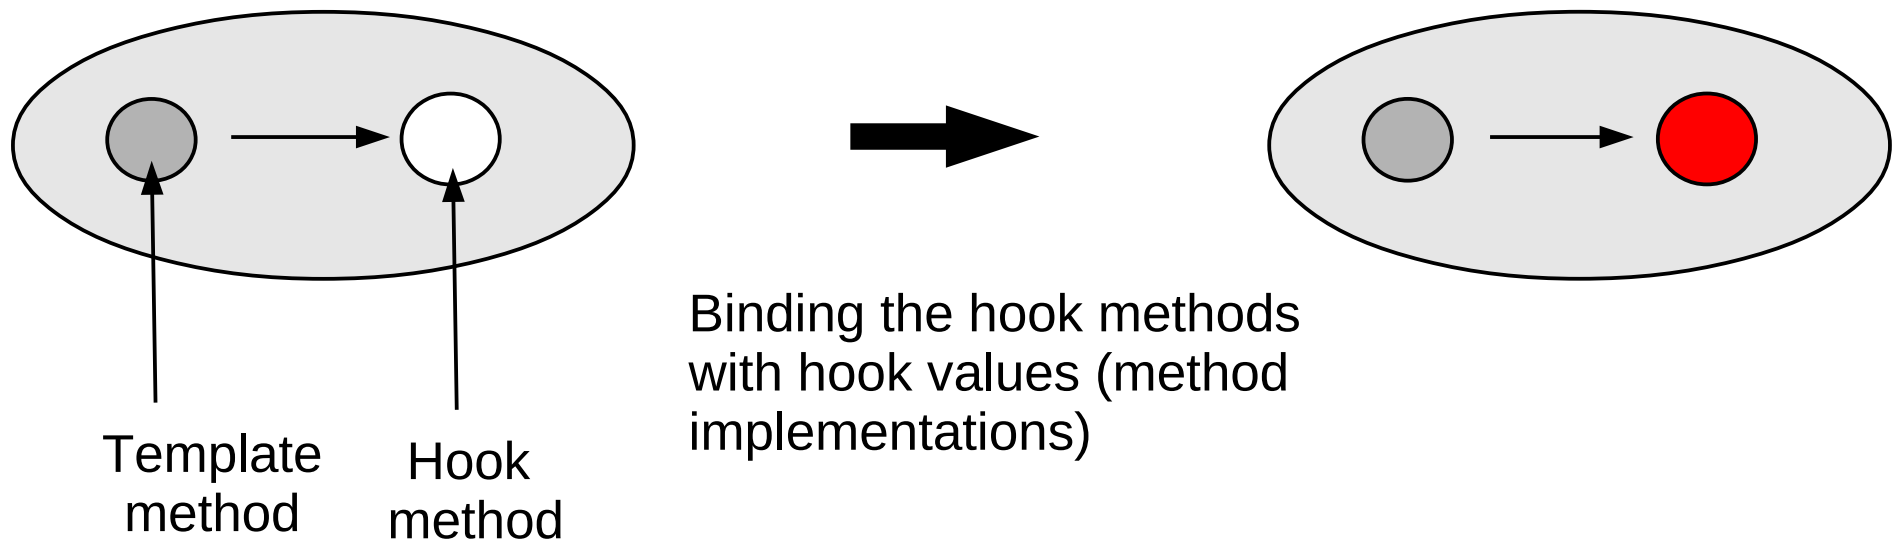 Binding the hook methods
with hook values (method
implementations)
Template
method
Hook
method